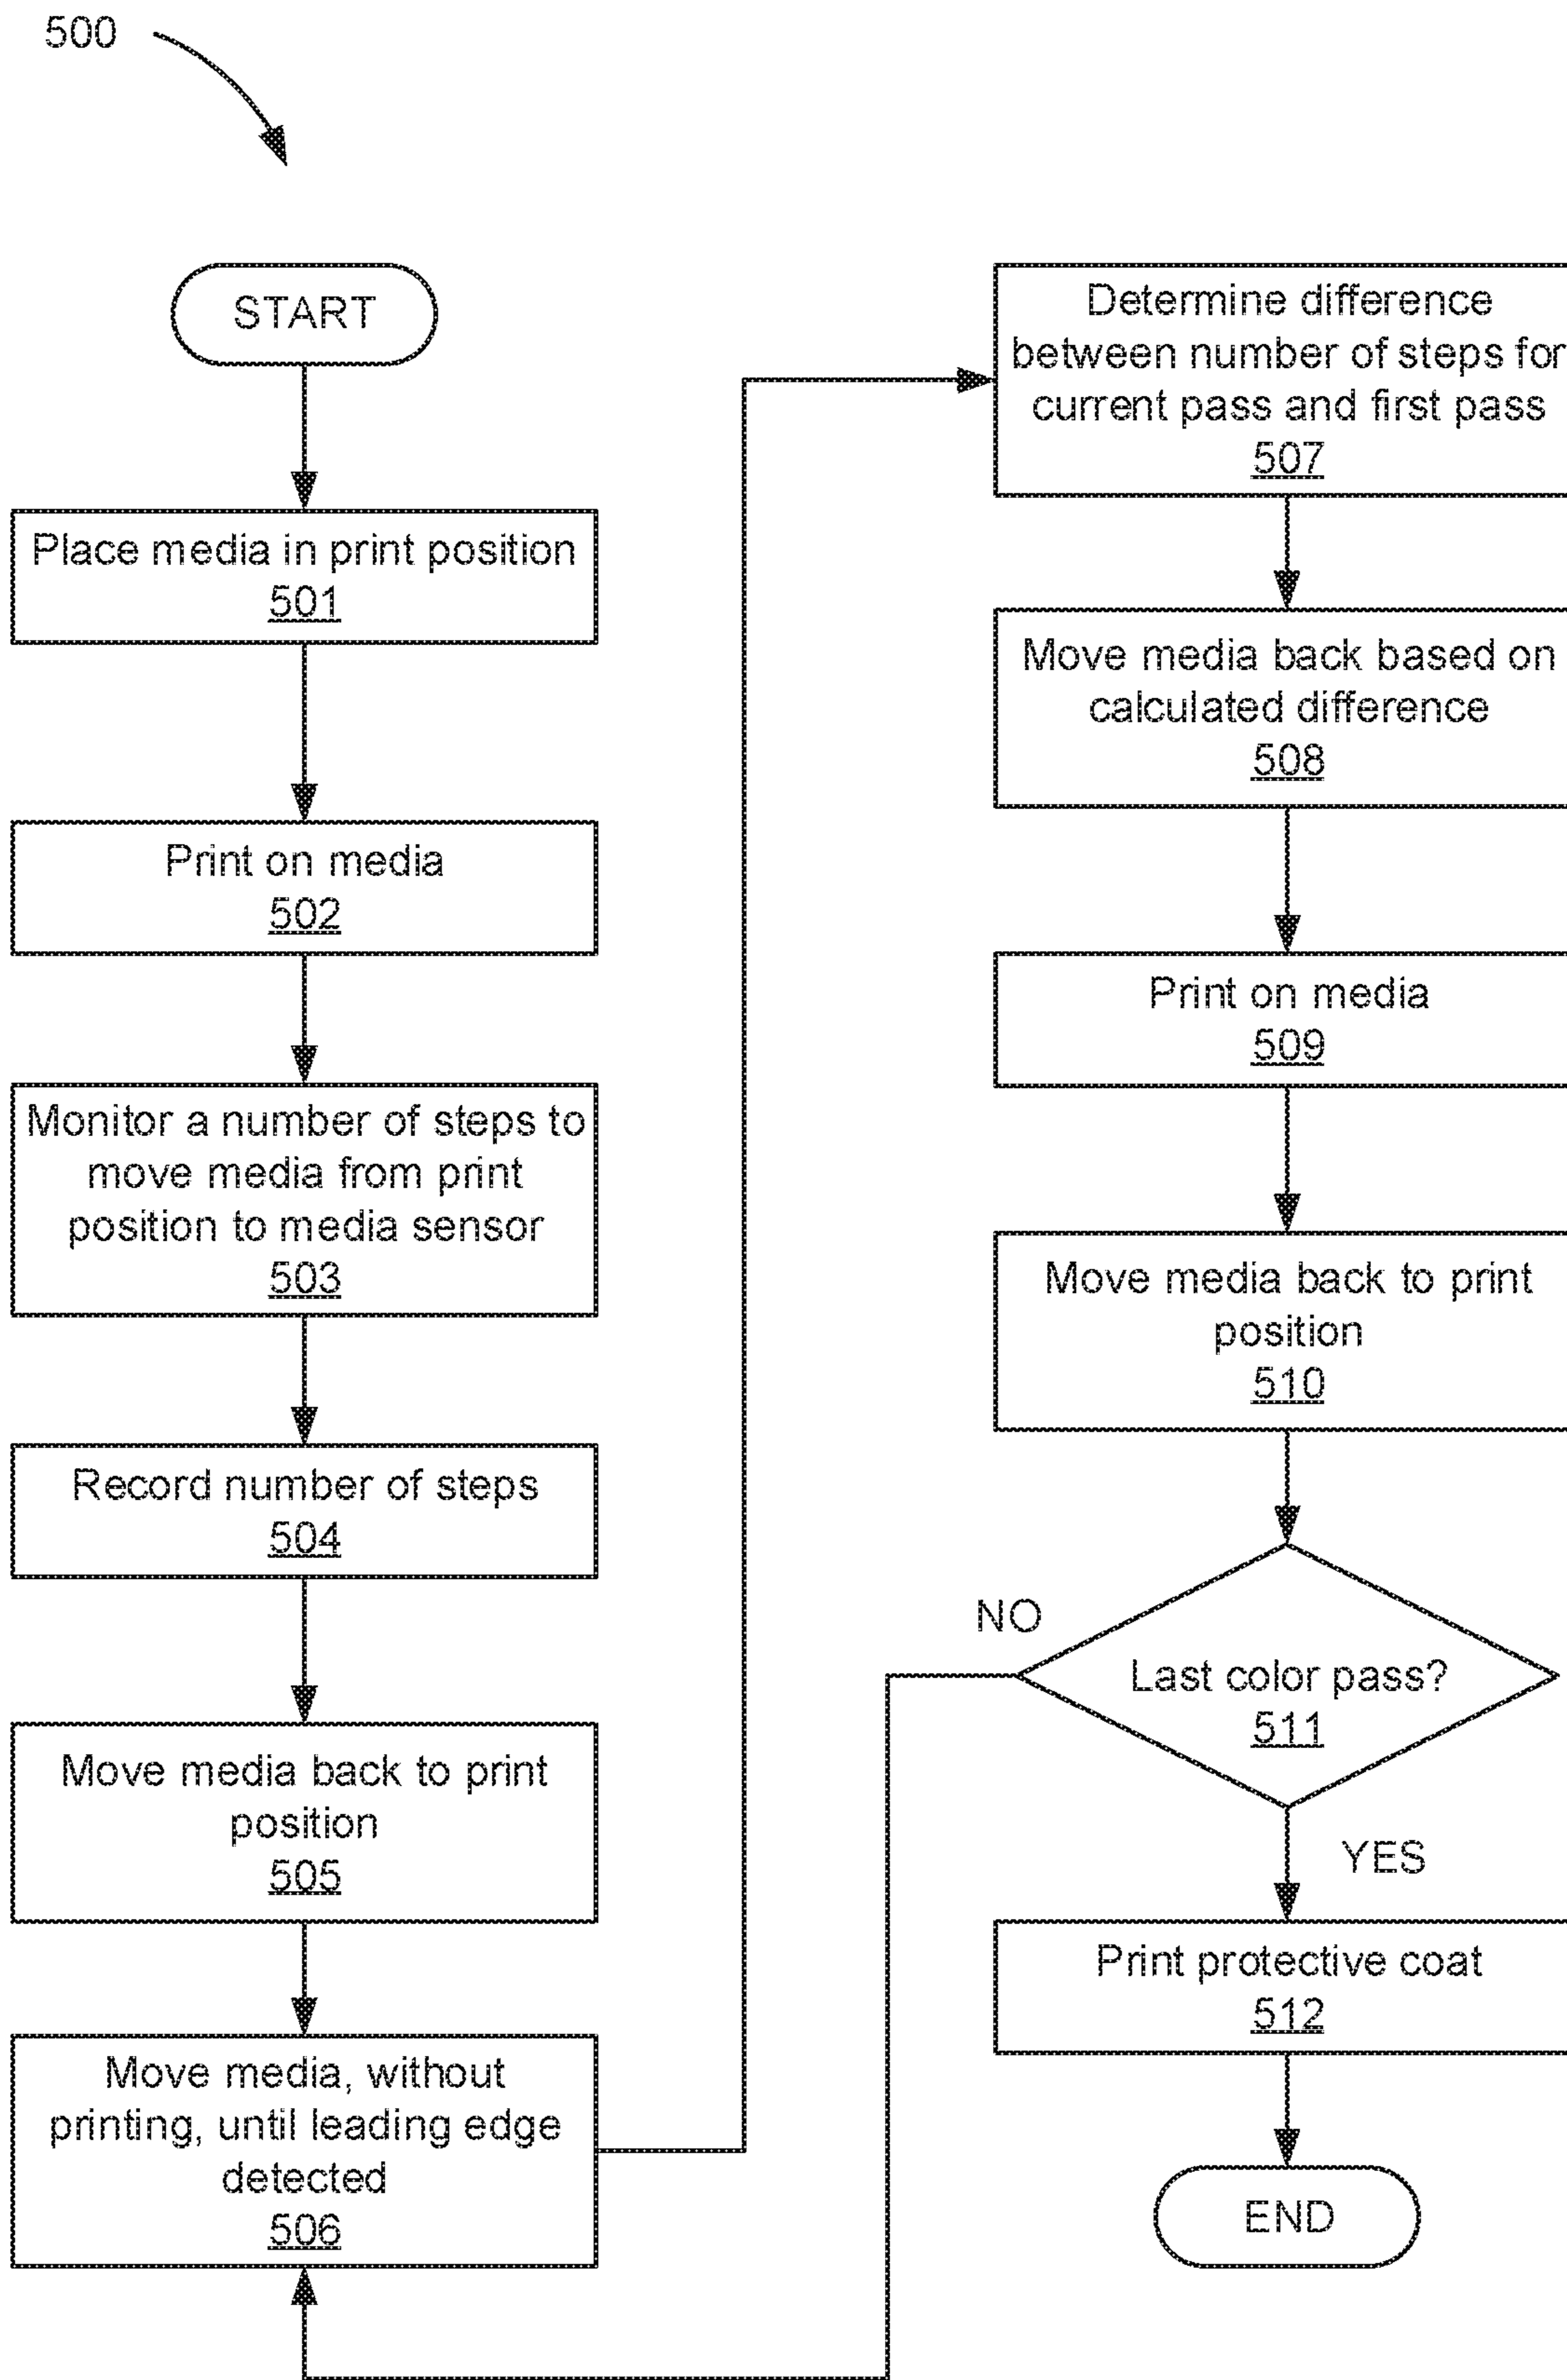 500
START
Place media in print position
501
Print on media
502
Monitor a number of steps to
move media from print
position to media sensor
503
Record number of steps
504
Move media back to print
position
505
Move media, without
printing, until leading edge
detected
506
Determine difference
between number of steps for
current pass and first pass
507
Move media back based on
calculated difference
508
Print on media
509
Move media back to print
position
510
NO
Last color pass?
511
YES
Print protective coat
512
END